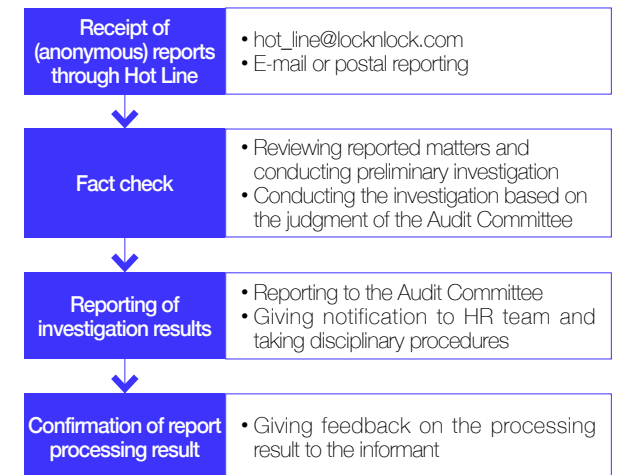 Receipt of
(anonymous) reports
through Hot Line
• hot_line@locknlock.com
• E-mail or postal reporting
Fact check
• Reviewing reported matters and
conducting preliminary investigation
• Conducting the investigation based on
the judgment of the Audit Committee
Reporting of
investigation results
• Reporting to the Audit Committee
• Giving notification to HR team and
taking disciplinary procedures
Confirmation of report
processing result
• Giving feedback on the processing
result to the informant